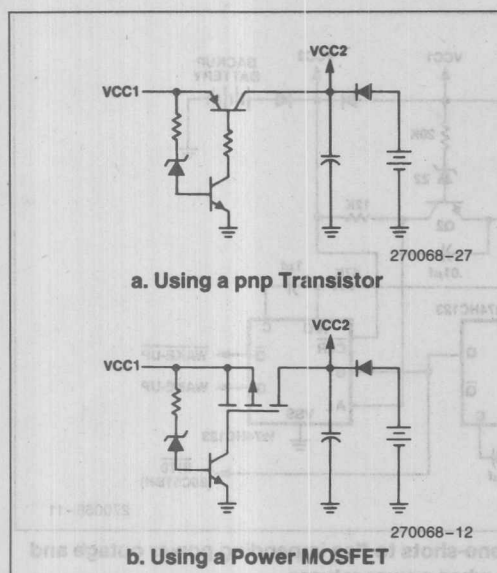 VCC2
VCC1
270068-27
a. Using a pnp Transistor
VCC2
VCC1
270068-12
b. Using a Power MOSFET